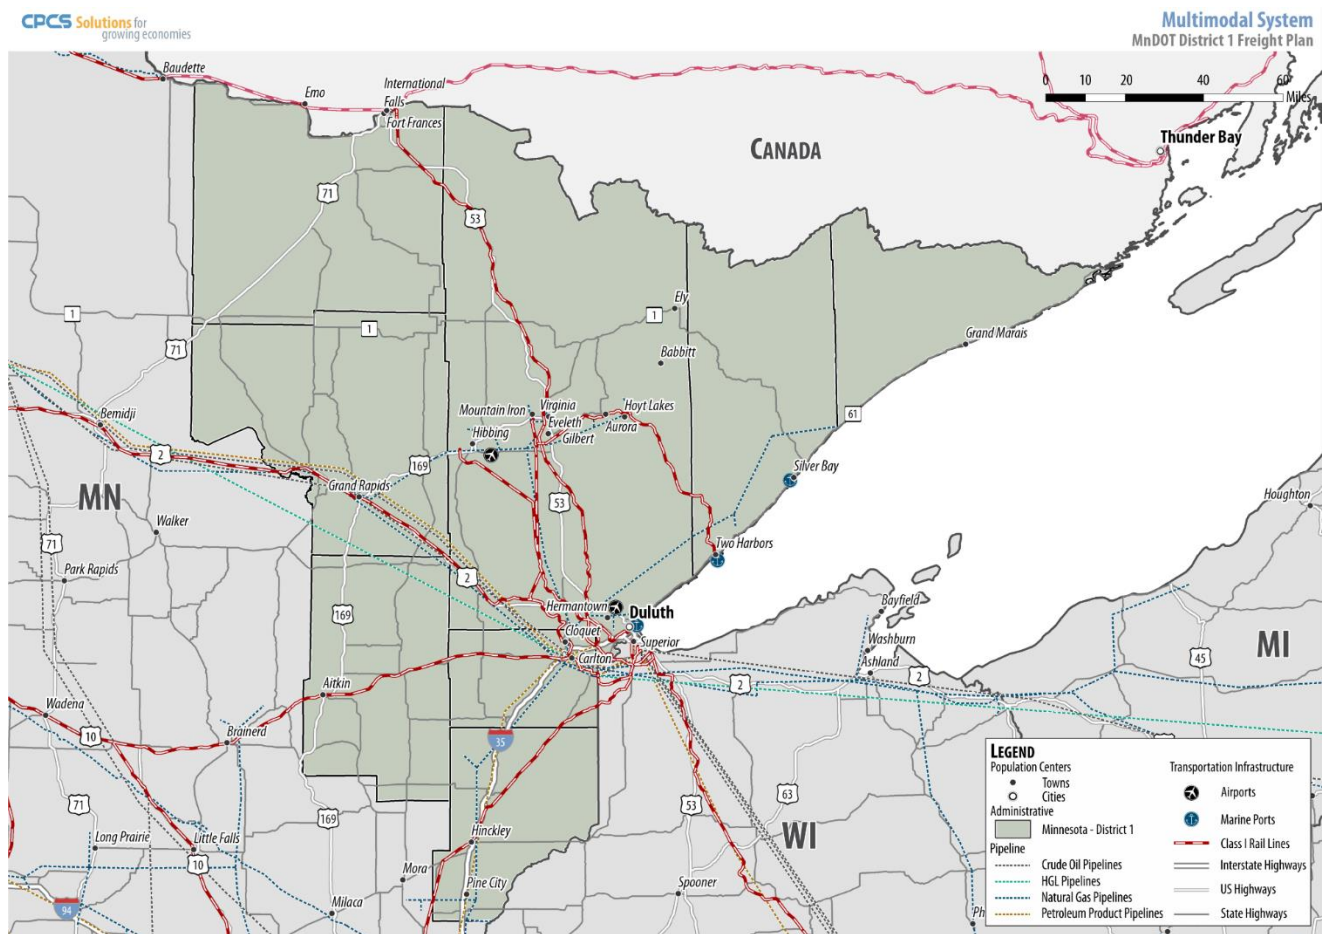 CPCS Solutions for
growing economies
Multimodal System
MnDOT District 1 Freight Plan
Baudette
Emo
International
Falls
Fort Frances
0 10 20 40 60
Miles
CANADA
Thunder Bay
71
53
Ely
1
1
1
Grand Marais
71
Babbitt
Bemidji
Mountain Iron
Virginia
Hoyt Lakes
61
Eveleth
Aurora
Hibbing
Gilbert
2
169
Silver Bay
Grand Rapids
MN
53
Houghton
Walker
71
Two Harbors
Park Rapids
2
169
Hermantown
Duluth
Bayfield
Cloquet
Superior
Washburn
MI
45
Carlton
Ashland
2
2
Aitkin
Wadena
10
Brainerd
35
LEGEND
Population Centers
Towns
Cities
Administrative
Minnesota - District 1
Pipeline
Crude Oil Pipelines
HGL Pipelines
Natural Gas Pipelines
Petroleum Product Pipelines
Transportation Infrastructure
Airports
Marine Ports
Class I Rail Lines
Interstate Highways
US Highways
State Highways
71
169
53
63
Hinckley
WI
Long Prairie
Little Falls
10
Mora
Pine City
Spooner
94
Milaca
Ph